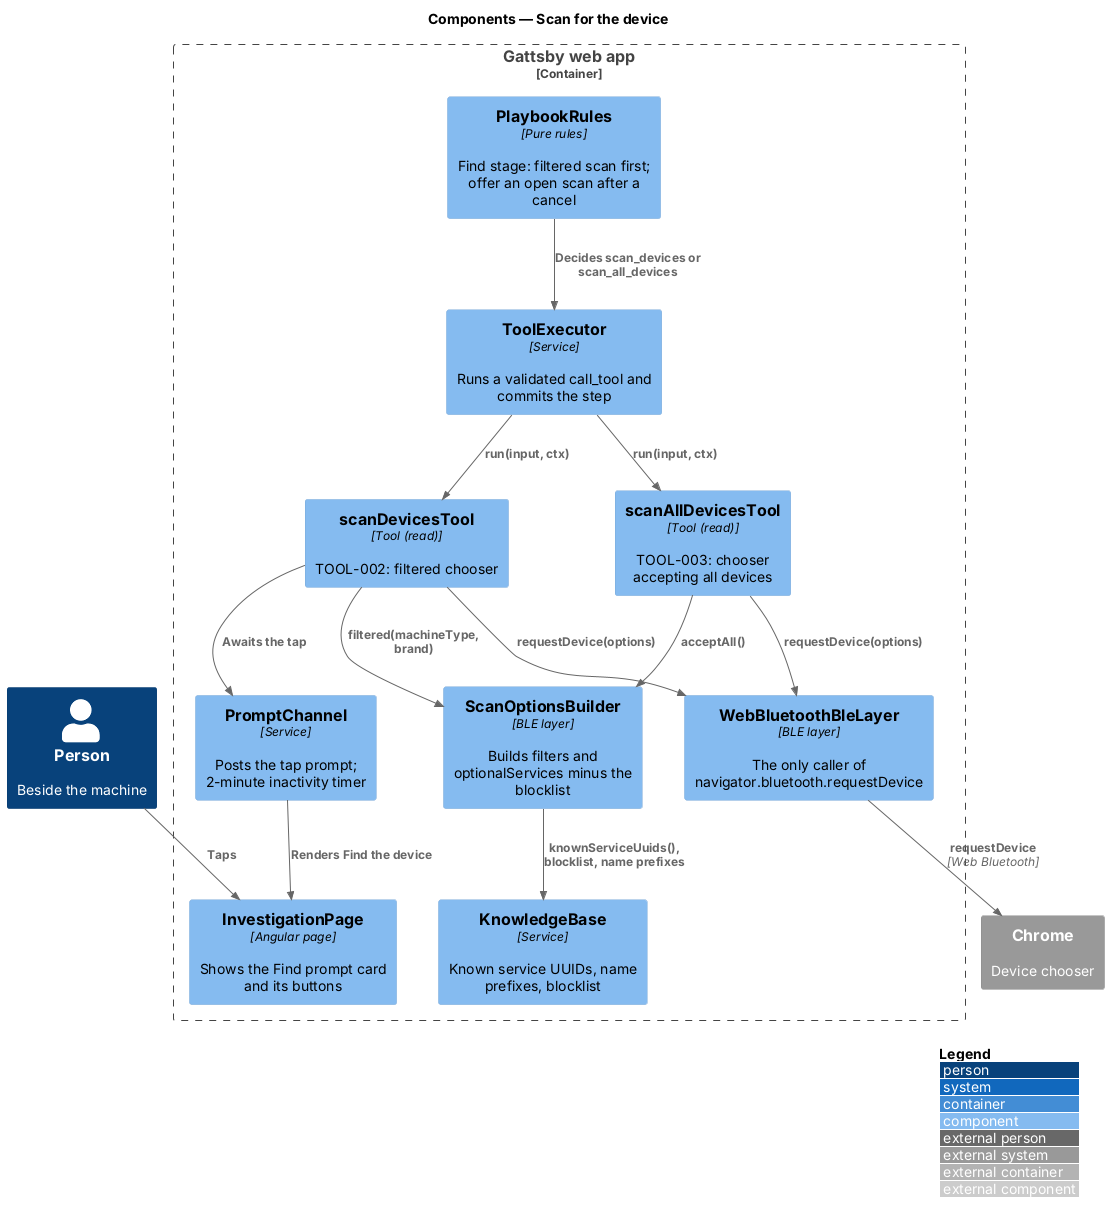 Components — Scan for the device
Gattsby web app
[Container]
PlaybookRules
[Pure rules]
Find stage: filtered scan first;
offer an open scan after a
cancel
Decides scan_devices or
scan_all_devices
ToolExecutor
[Service]
Runs a validated call_tool and
commits the step
run(input, ctx)
run(input, ctx)
scanDevicesTool
[Tool (read)]
TOOL-002: filtered chooser
scanAllDevicesTool
[Tool (read)]
TOOL-003: chooser
accepting all devices
Awaits the tap
filtered(machineType,
brand)
requestDevice(options)
acceptAll()
requestDevice(options)
Person
Beside the machine
PromptChannel
[Service]
Posts the tap prompt;
2-minute inactivity timer
ScanOptionsBuilder
[BLE layer]
Builds filters and
optionalServices minus the
blocklist
WebBluetoothBleLayer
[BLE layer]
The only caller of
navigator.bluetooth.requestDevice
Taps
Renders Find the device
knownServiceUuids(),
blocklist, name prefixes
requestDevice
[Web Bluetooth]
InvestigationPage
[Angular page]
Shows the Find prompt card
and its buttons
KnowledgeBase
[Service]
Known service UUIDs, name
prefixes, blocklist
Chrome
Device chooser
Legend
person
system
container
component
external person
external system
external container
external component